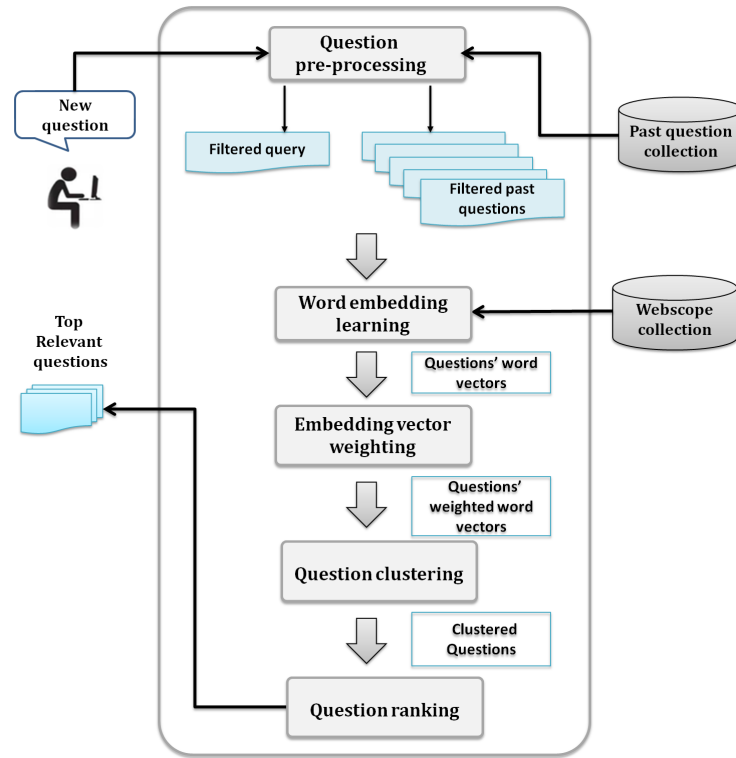 Question
pre-processing
New
question
Past question
collection
Filtered query
Filtered past
questions
Word embedding
learning
Webscope
collection
Top
Relevant
questions
Questions’ word
vectors
Embedding vector
weighting
Questions’
weighted word
vectors
Question clustering
Clustered
Questions
Question ranking